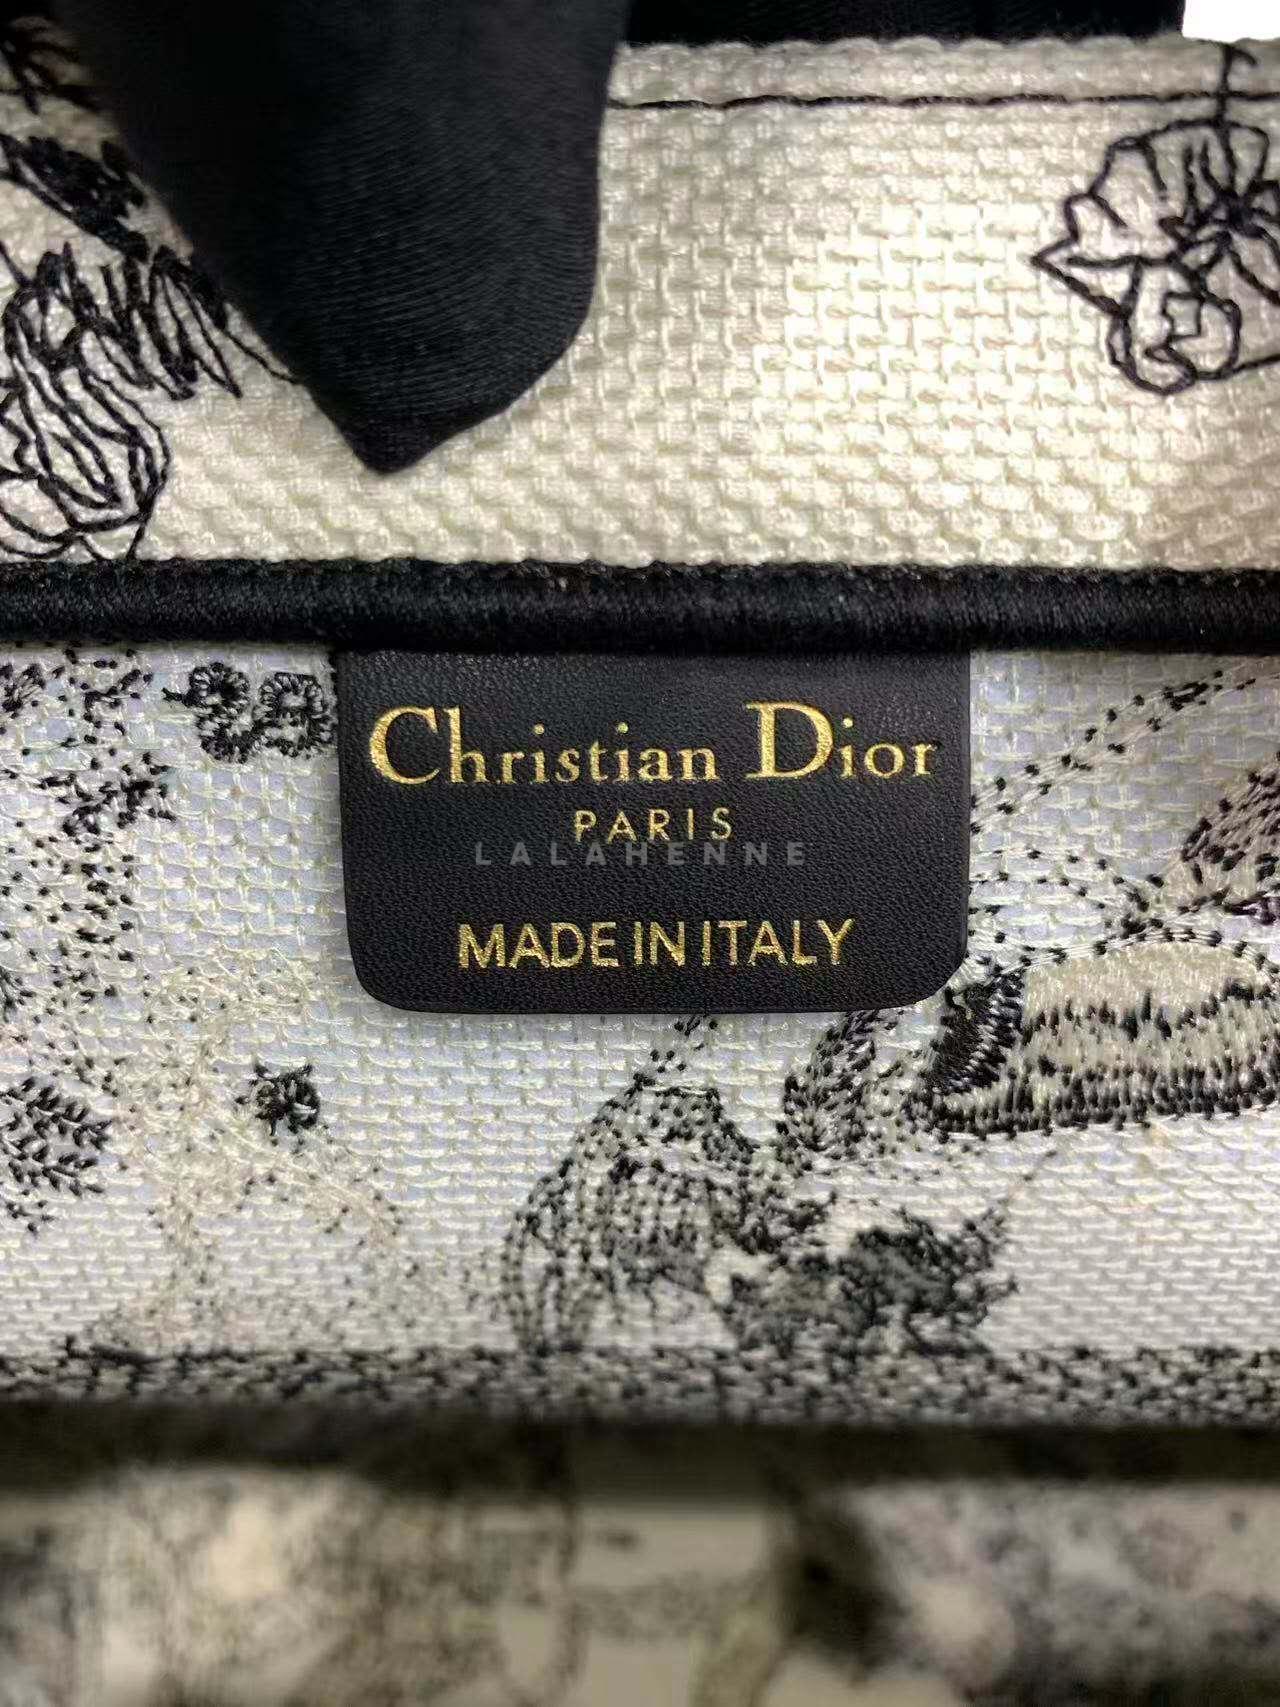 Christian Dior
PARIS
LALAHENNE
MADE IN ITALY